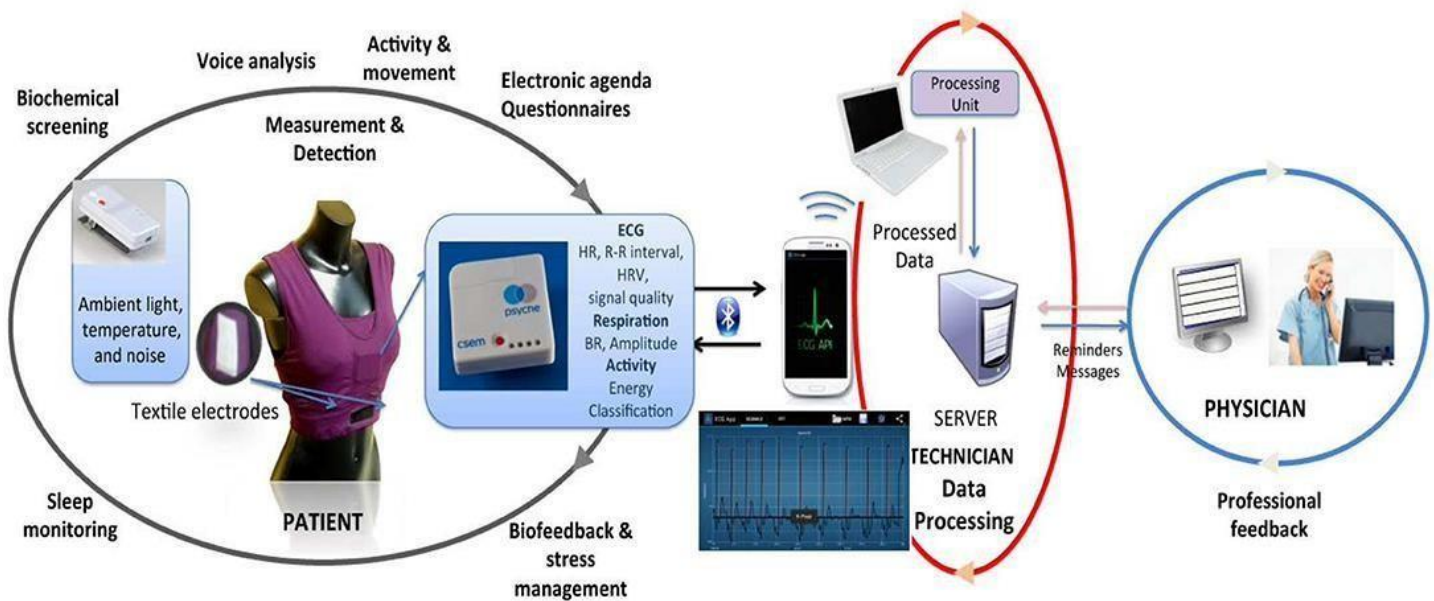 Voice analysis
Activity &
movement
Electronic agenda
Questionnaires
Biochemical
screening
Measurement &
Detection
Ambient light,
temperature,
and noise
Textile electrodes
PATIENT
Sleep
monitoring
Biofeedback &
stress
management
psycne
csem
ECG
HR, R-R interval,
HRV,
signal quality
Respiration
BR, Amplitude
Activity
Energy
Classification
ECG API
ECG App
Processing
Unit
Processed
Data
SERVER
TECHNICIAN
Data
Processing
Reminders
Messages
PHYSICIAN
Professional
feedback